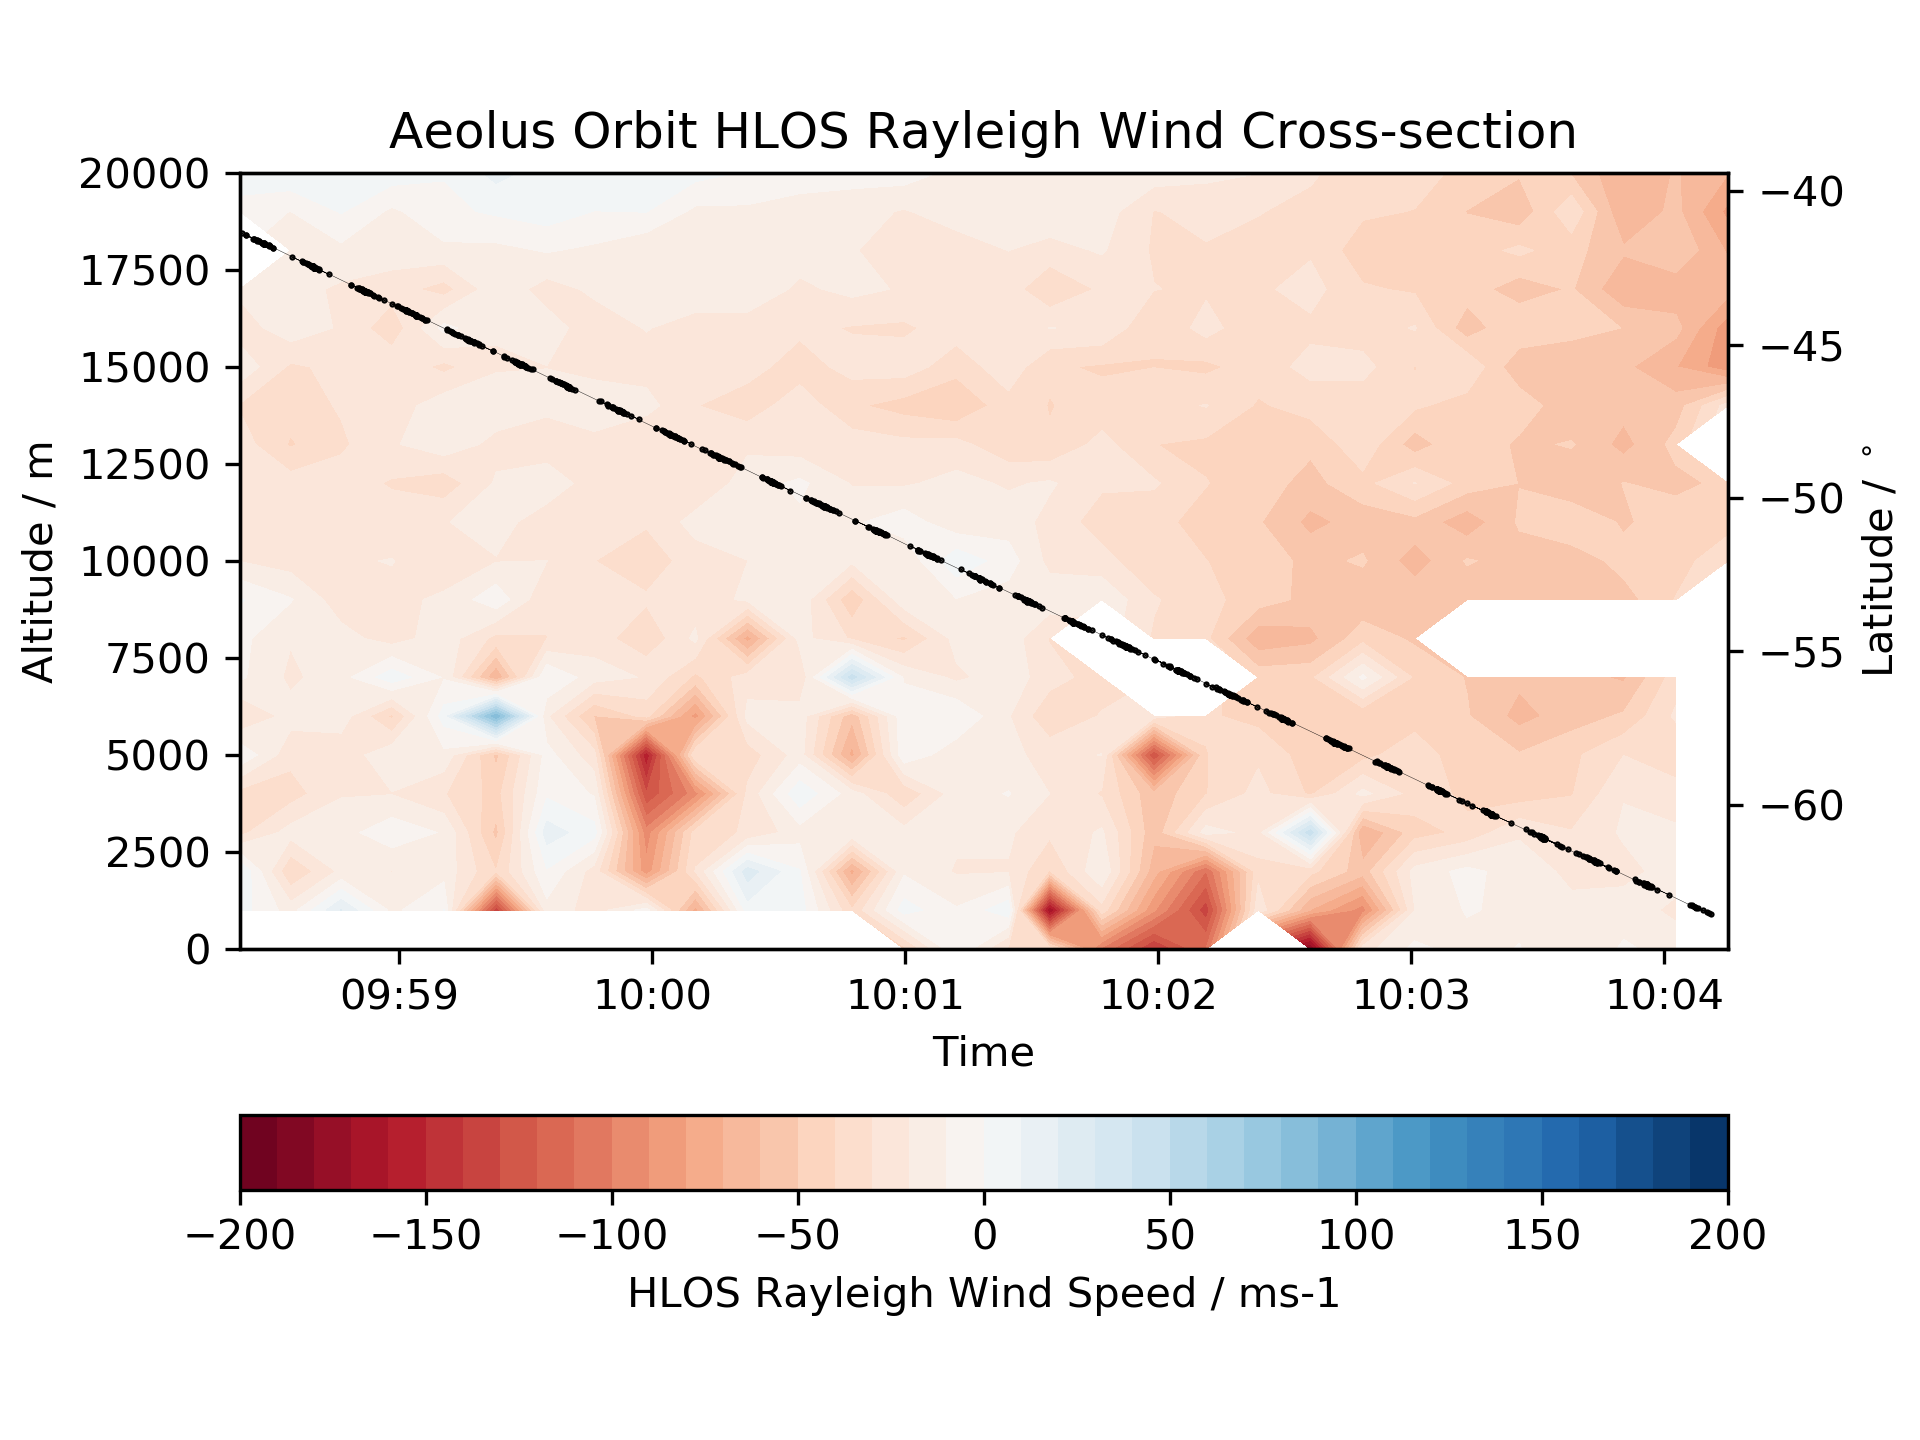 Aeolus Orbit HLOS Rayleigh Wind Cross-section
20000
17500
15000
12500
10000
7500
5000
2500
0
Altitude / m
−40
−45
−50
−55
−60
Latitude / °
09:59 10:00 10:01 10:02 10:03 10:04
Time
−200 −150 −100 −50 0 50 100 150 200
HLOS Rayleigh Wind Speed / ms-1